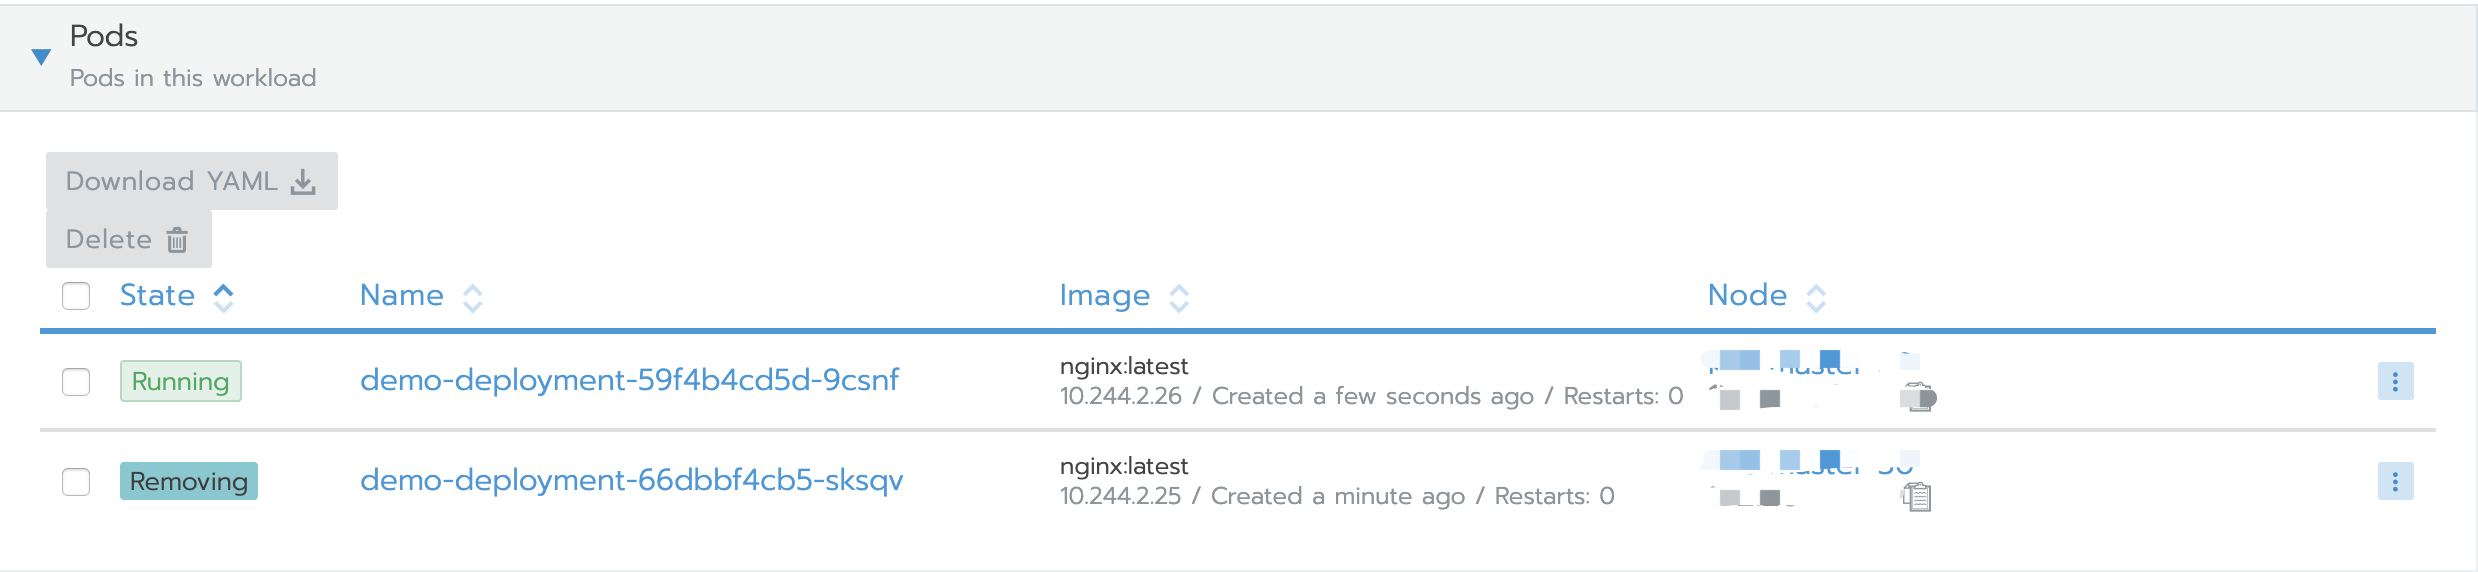 Pods
Pods in this workload
Download YAML
Delete
State Name Image Node
Running demo-deployment-59f4b4cd5d-9csnf nginx:latest
10.244.2.26 / Created a few seconds ago / Restarts: 0
Removing demo-deployment-66dbbf4cb5-sksqv nginx:latest
10.244.2.25 / Created a minute ago / Restarts: 0